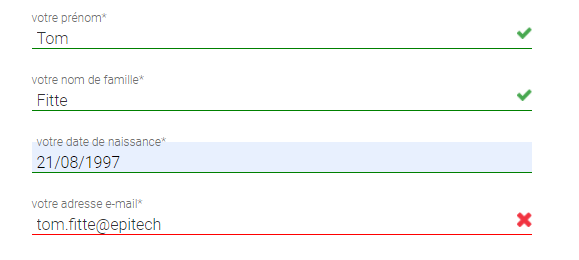 votre prénom*
Tom
votre nom de famille*
Fitte
votre date de naissance*
21/08/1997
votre adresse e-mail*
tom.fitte@epitech